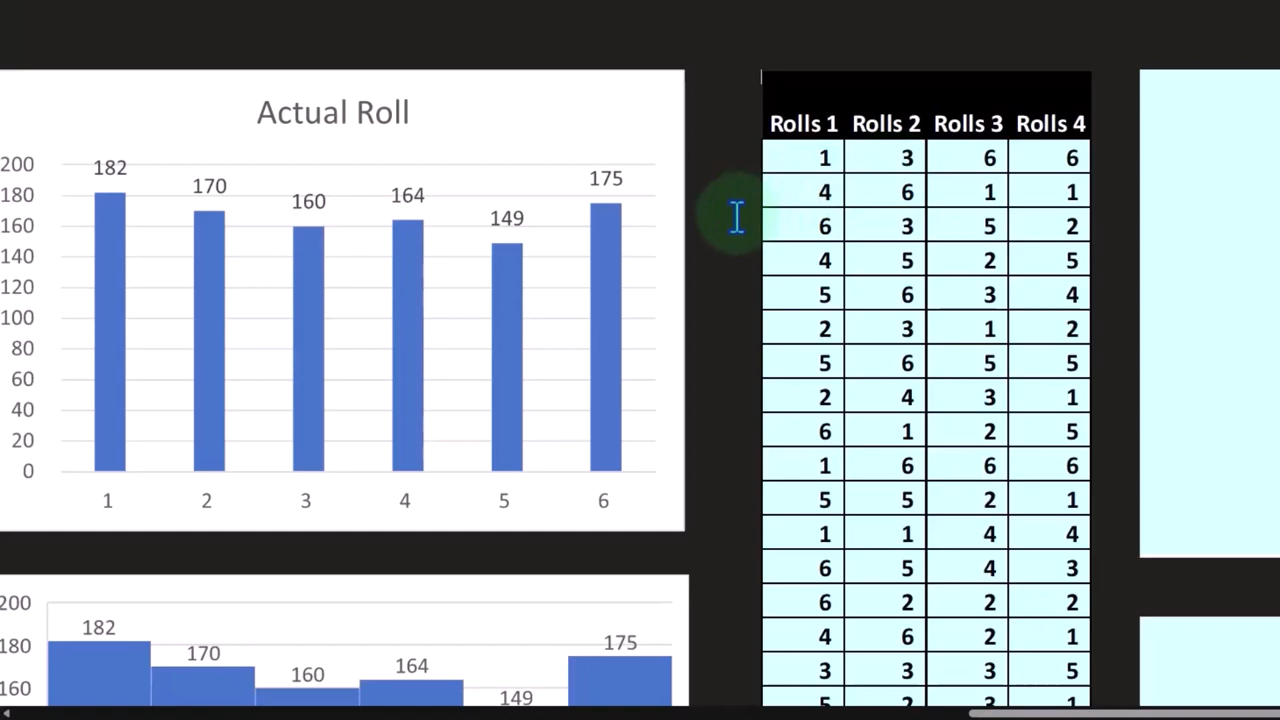 Actual Roll
200
180
160
140
120
100
80
60
40
20
0
182
170
160
164
149
175
1 2 3 4 5 6
200
180
160
182
170
160
164
149
175
Rolls 1 Rolls 2 Rolls 3 Rolls 4
1 3 6 6
4 6 1 1
6 3 5 2
4 5 2 5
5 6 3 4
2 3 1 2
5 6 5 5
2 4 3 1
6 1 2 5
1 6 6 6
5 5 2 1
1 1 4 4
6 5 4 3
6 2 2 2
4 6 2 1
3 3 3 5
5 2 3 1